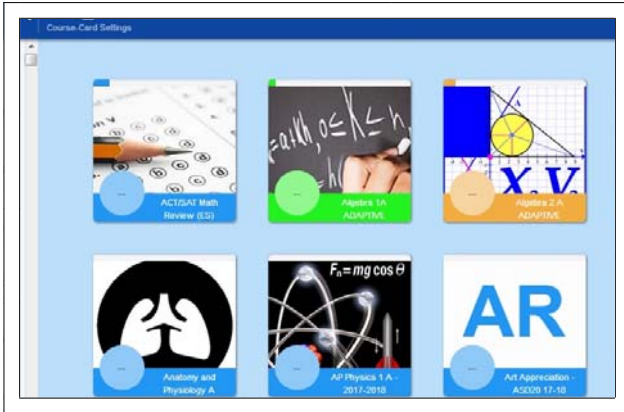 Course-Card Settings
ACT/SAT Math
Review (ES)
Algebra 1A
ADAPTIVE
A
Algebra 2 A
ADAPTIVE
Fn = mg cos Θ
AR
Anatomy and
Physiology A
AP Physics 1 A -
2017-2018
Art Appreciation -
ASD20 17-18